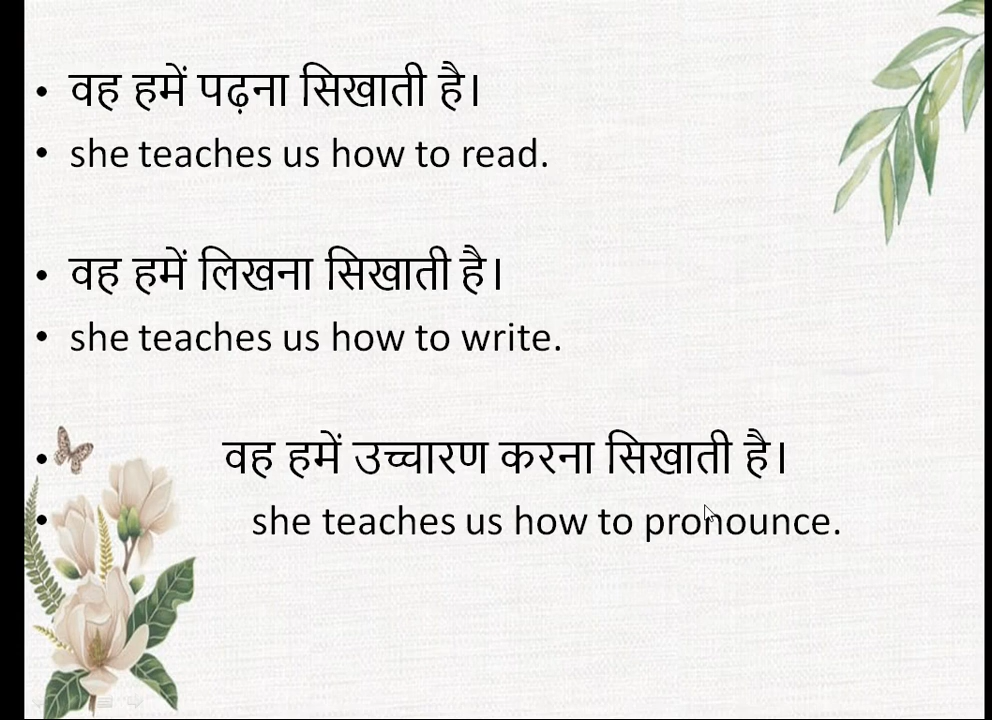 • वह हमें पढ़ना सिखाती है।
• she teaches us how to read.
• वह हमें लिखना सिखाती है।
• she teaches us how to write.
• वह हमें उच्चारण करना सिखाती है।
• she teaches us how to pronounce.